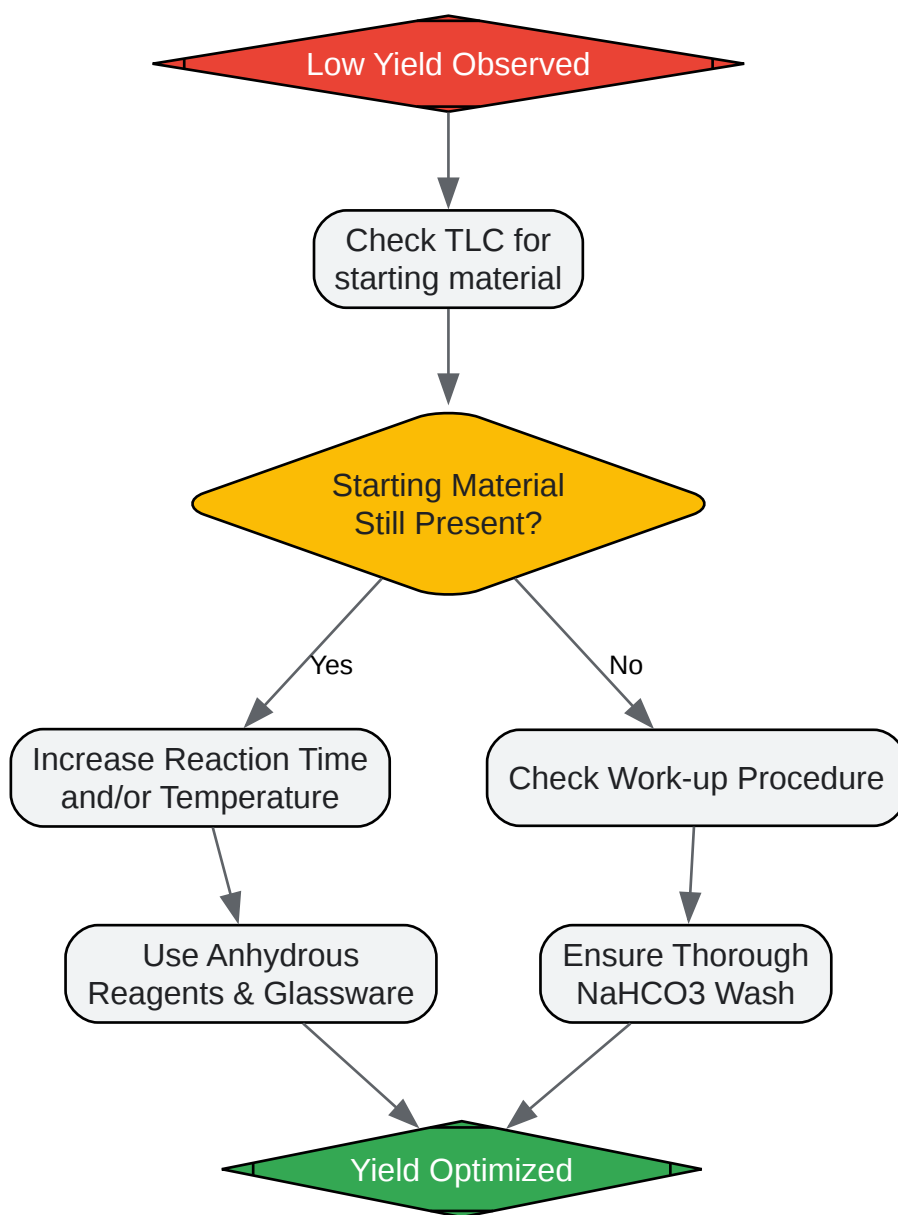 Low Yield Observed
Check TLC for
starting material
Starting Material
Still Present?
Yes
No
Increase Reaction Time
and/or Temperature
Check Work-up Procedure
Use Anhydrous
Reagents & Glassware
Ensure Thorough
NaHCO3 Wash
Yield Optimized